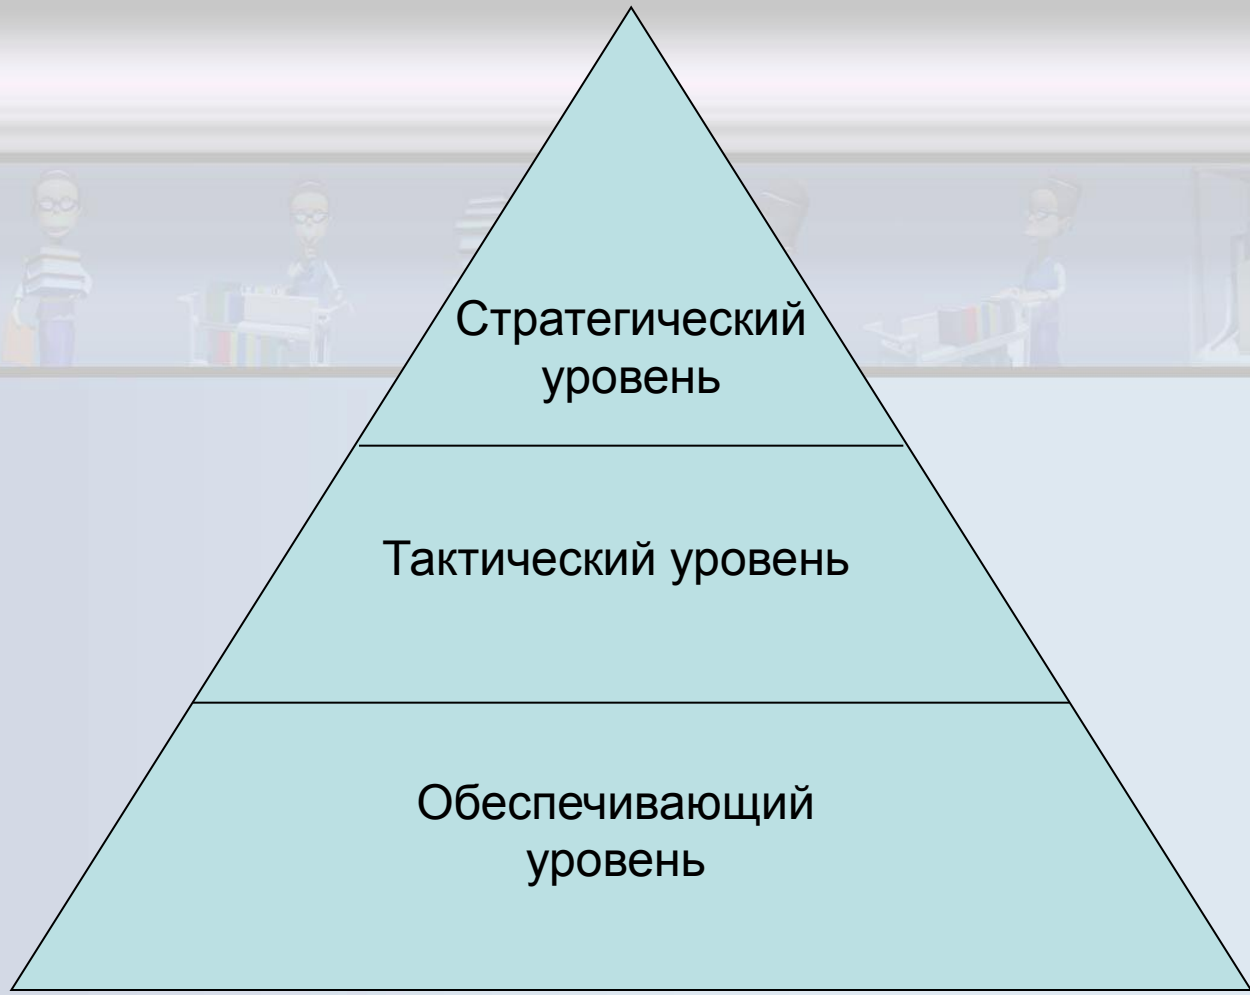 Стратегический
уровень
Тактический уровень
Обеспечивающий
уровень